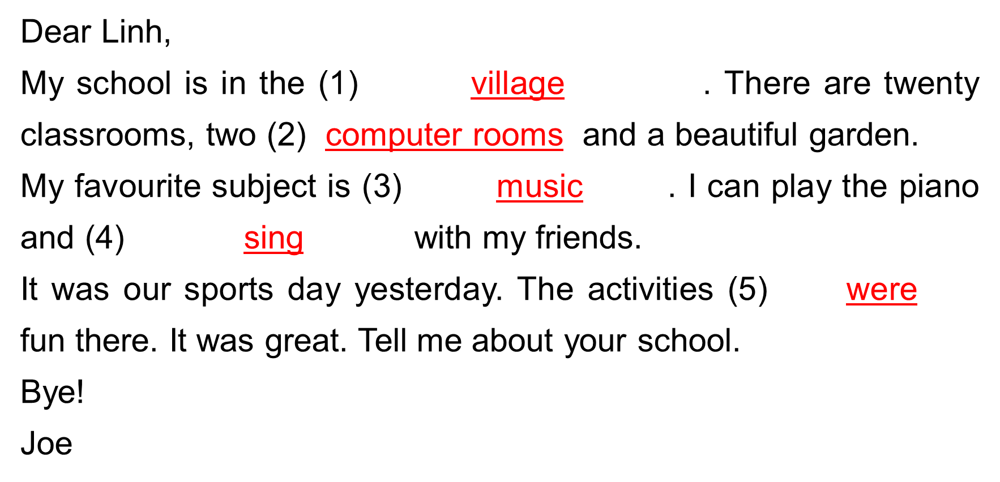 Dear Linh,
My school is in the (1) village . There are twenty
classrooms, two (2) computer rooms and a beautiful garden.
My favourite subject is (3) music . I can play the piano
and (4) sing with my friends.
It was our sports day yesterday. The activities (5) were
fun there. It was great. Tell me about your school.
Bye!
Joe